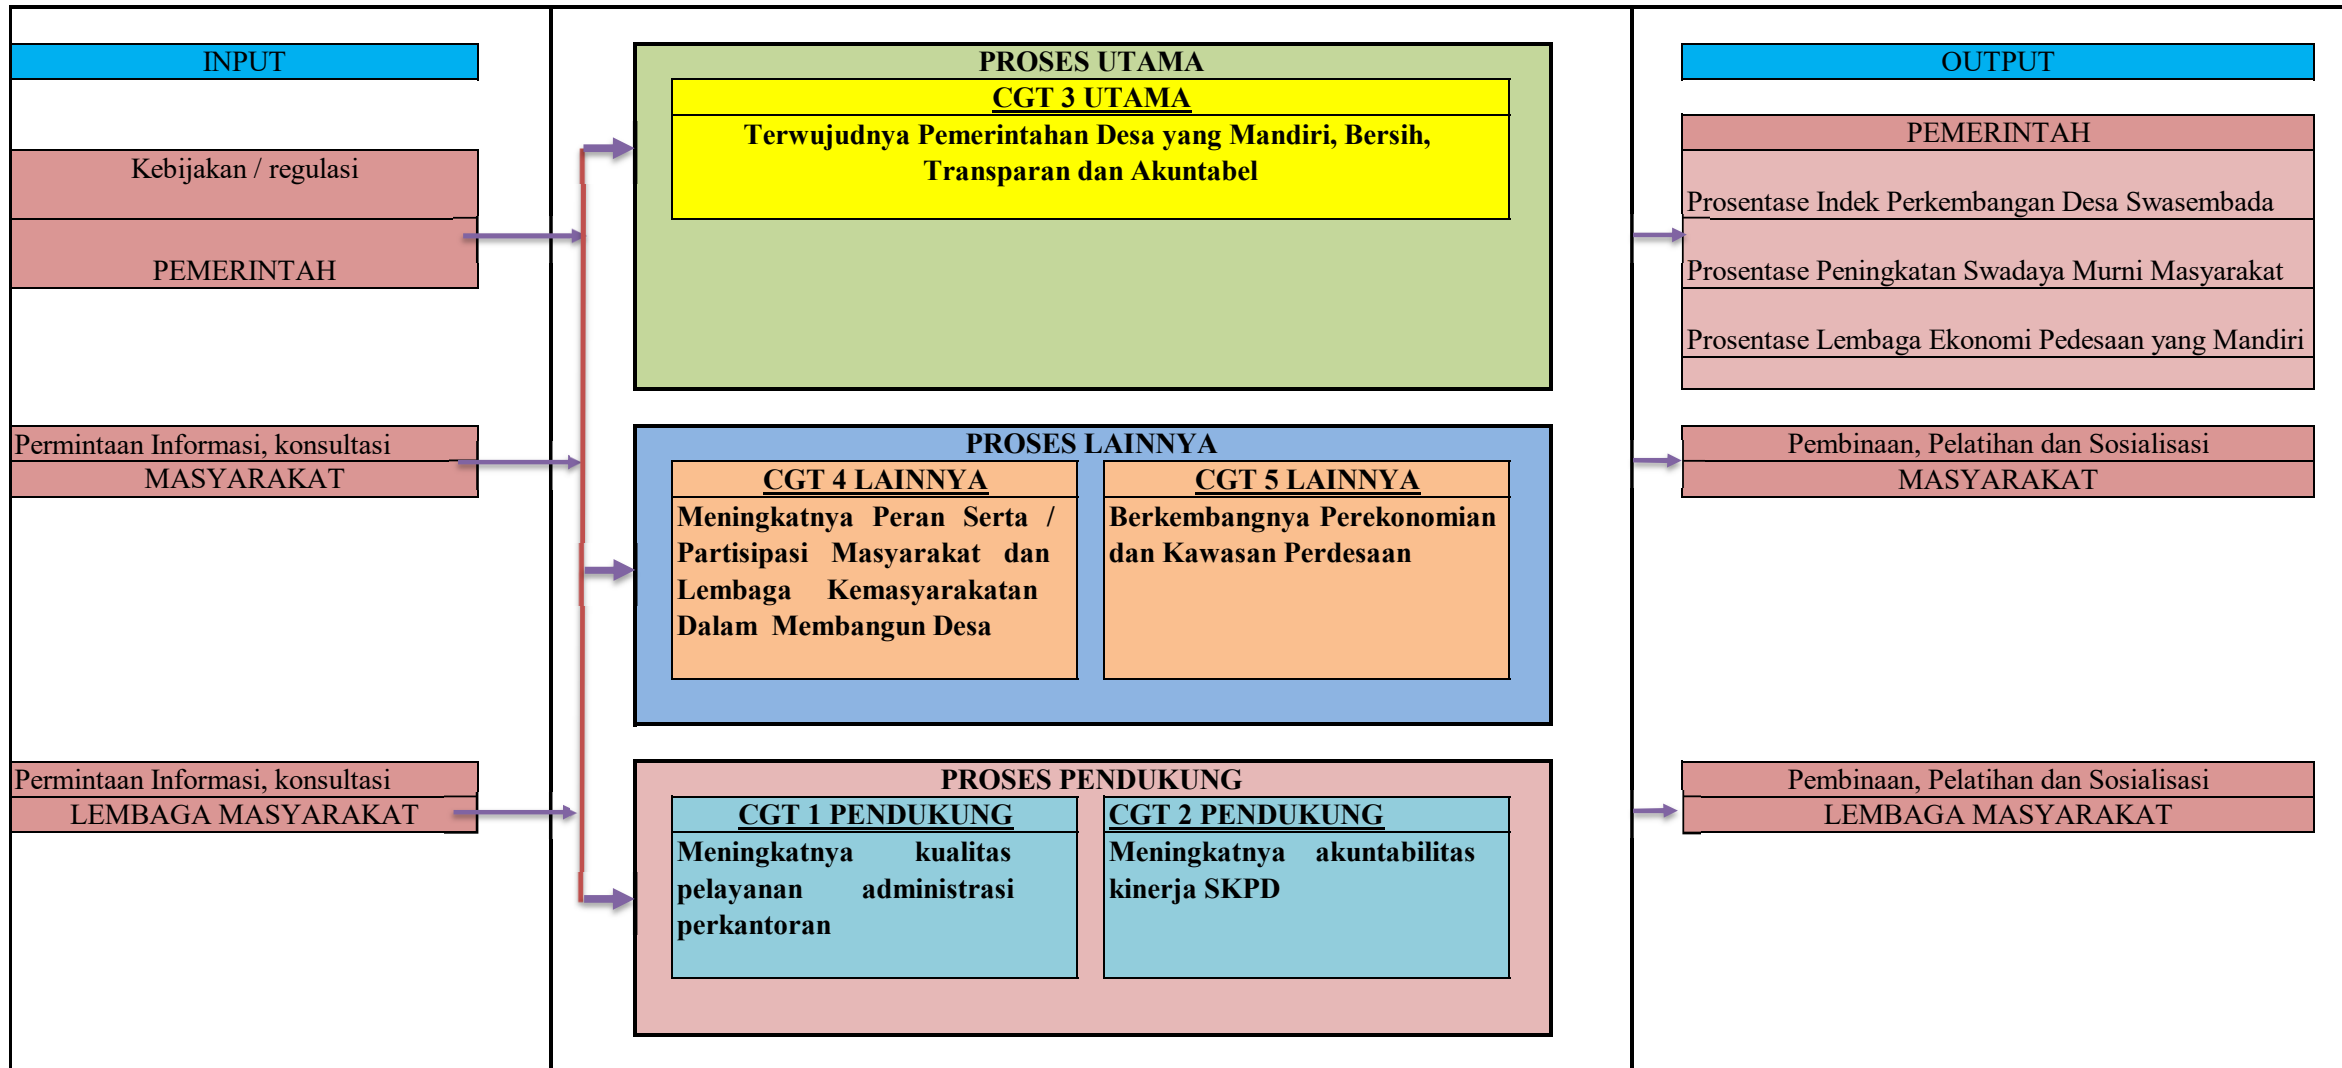 INPUT
Kebijakan / regulasi
PEMERINTAH
Permintaan Informasi, konsultasi
MASYARAKAT
Permintaan Informasi, konsultasi
LEMBAGA MASYARAKAT
PROSES UTAMA
CGT 3 UTAMA
Terwujudnya Pemerintahan Desa yang Mandiri, Bersih,
Transparan dan Akuntabel
PROSES LAINNYA
CGT 4 LAINNYA
Meningkatnya Peran Serta /
Partisipasi Masyarakat dan
Lembaga Kemasyarakatan
Dalam Membangun Desa
CGT 5 LAINNYA
Berkembangnya Perekonomian
dan Kawasan Perdesaan
PROSES PENDUKUNG
CGT 1 PENDUKUNG
Meningkatnya kualitas
pelayanan administrasi
perkantoran
CGT 2 PENDUKUNG
Meningkatnya akuntabilitas
kinerja SKPD
OUTPUT
PEMERINTAH
Prosentase Indek Perkembangan Desa Swasembada
Prosentase Peningkatan Swadaya Murni Masyarakat
Prosentase Lembaga Ekonomi Pedesaan yang Mandiri
Pembinaan, Pelatihan dan Sosialisasi
MASYARAKAT
Pembinaan, Pelatihan dan Sosialisasi
LEMBAGA MASYARAKAT